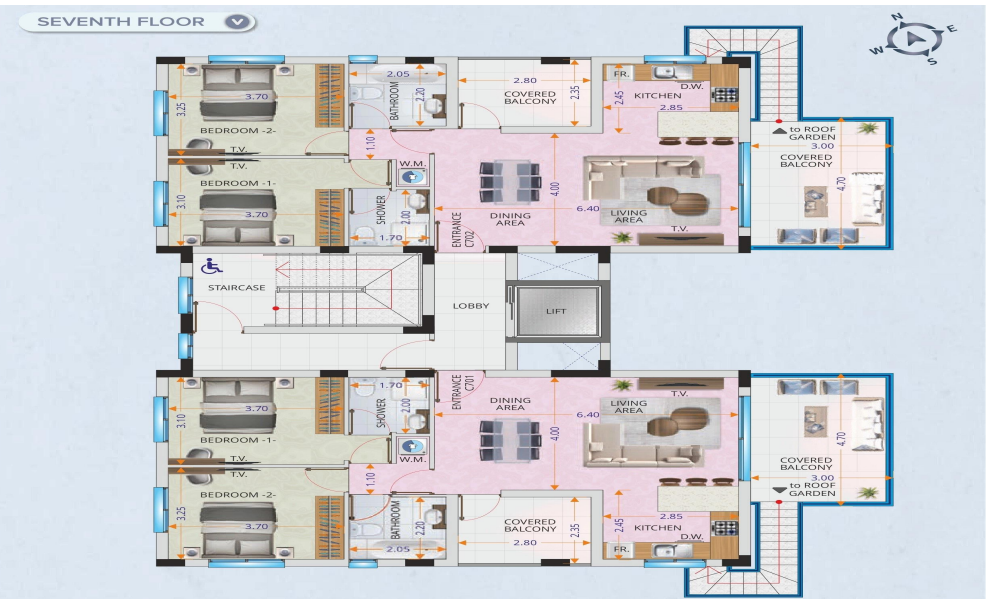 SEVENTH FLOOR
N
E
W
S
2.05
2.20
BATHROOM
2.80
COVERED
BALCONY
2.35
FR.
D.W.
KITCHEN
2.45
2.85
3.25
3.70
BEDROOM -2-
T.V.
1.10
to ROOF
GARDEN
3.00
COVERED
BALCONY
4.70
T.V.
BEDROOM -1-
3.10
3.70
W.M.
SHOWER
2.00
1.70
ENTRANCE
C702
DINING
AREA
4.00
6.40
LIVING
AREA
T.V.
STAIRCASE
LOBBY
LIFT
3.10
3.70
BEDROOM -1-
T.V.
1.70
2.00
SHOWER
W.M.
ENTRANCE
C701
DINING
AREA
4.00
6.40
LIVING
AREA
T.V.
4.70
COVERED
BALCONY
3.00
to ROOF
GARDEN
T.V.
BEDROOM -2-
3.25
3.70
1.10
BATHROOM
2.20
2.05
COVERED
BALCONY
2.80
2.35
2.85
2.45
KITCHEN
D.W.
FR.